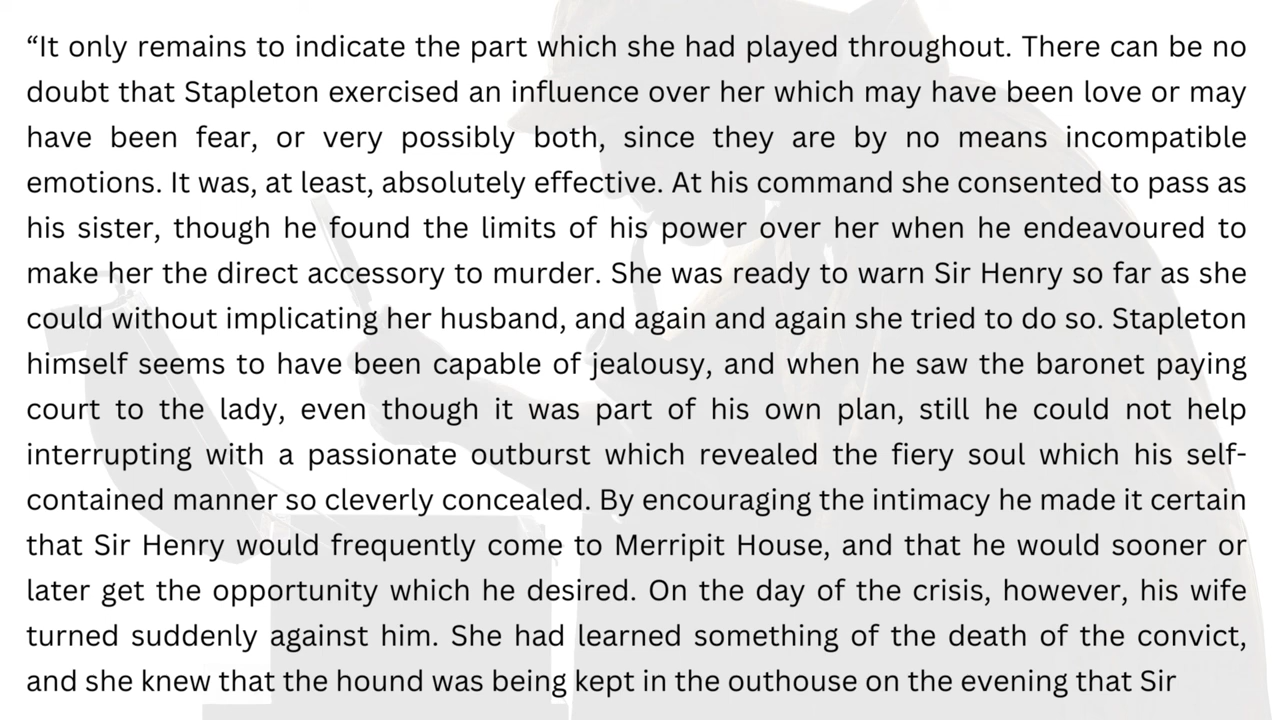 “It only remains to indicate the part which she had played throughout. There can be no
doubt that Stapleton exercised an influence over her which may have been love or may
have been fear, or very possibly both, since they are by no means incompatible
emotions. It was, at least, absolutely effective. At his command she consented to pass as
his sister, though he found the limits of his power over her when he endeavoured to
make her the direct accessory to murder. She was ready to warn Sir Henry so far as she
could without implicating her husband, and again and again she tried to do so. Stapleton
himself seems to have been capable of jealousy, and when he saw the baronet paying
court to the lady, even though it was part of his own plan, still he could not help
interrupting with a passionate outburst which revealed the fiery soul which his self-
contained manner so cleverly concealed. By encouraging the intimacy he made it certain
that Sir Henry would frequently come to Merripit House, and that he would sooner or
later get the opportunity which he desired. On the day of the crisis, however, his wife
turned suddenly against him. She had learned something of the death of the convict,
and she knew that the hound was being kept in the outhouse on the evening that Sir